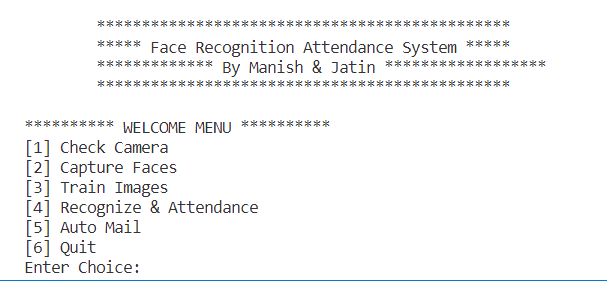 **********************************************
***** Face Recognition Attendance System *****
************* By Manish & Jatin ******************
**********************************************
********** WELCOME MENU **********
[1] Check Camera
[2] Capture Faces
[3] Train Images
[4] Recognize & Attendance
[5] Auto Mail
[6] Quit
Enter Choice: